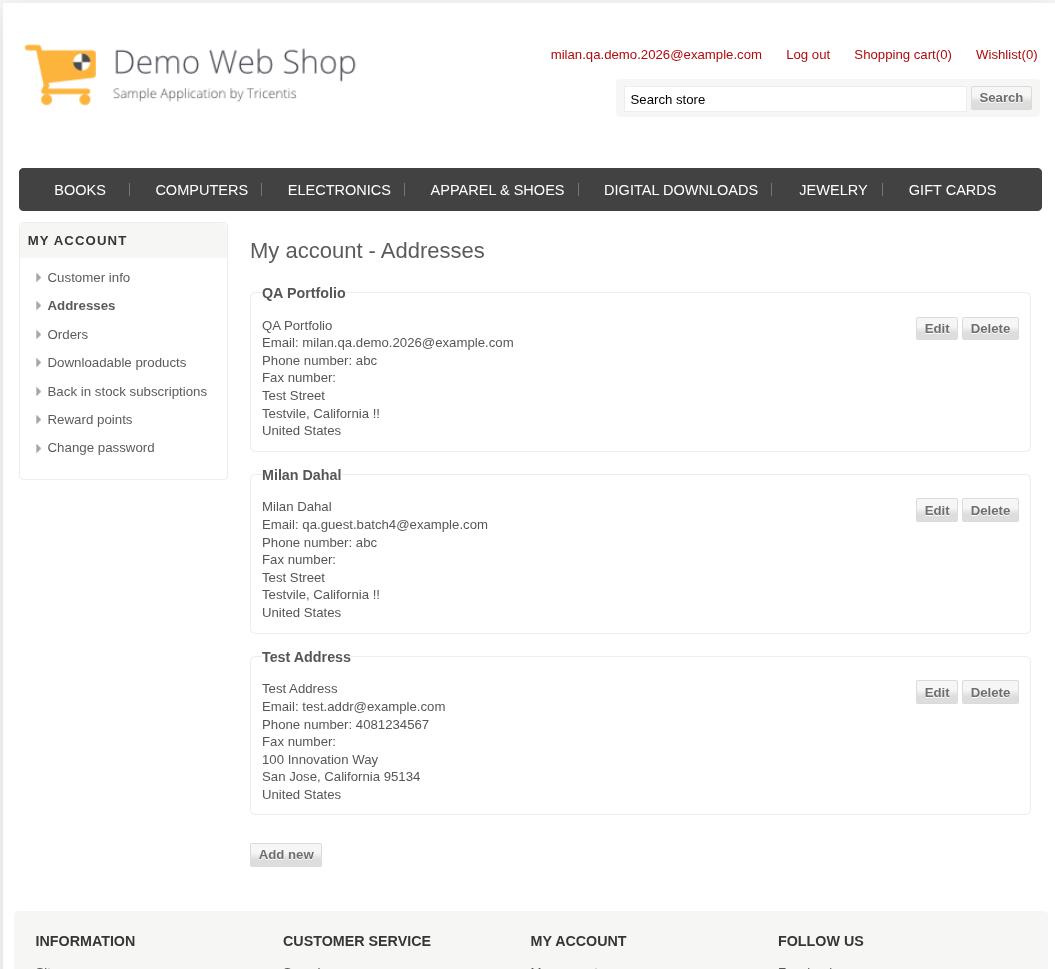 Demo Web Shop
Sample Application by Tricentis
milan.qa.demo.2026@example.com Log out Shopping cart(0) Wishlist(0)
Search store Search
BOOKS COMPUTERS ELECTRONICS APPAREL & SHOES DIGITAL DOWNLOADS JEWELRY GIFT CARDS
MY ACCOUNT
Customer info
Addresses
Orders
Downloadable products
Back in stock subscriptions
Reward points
Change password
My account - Addresses
QA Portfolio
QA Portfolio
Edit Delete
Email: milan.qa.demo.2026@example.com
Phone number: abc
Fax number:
Test Street
Testvile, California !!
United States
Milan Dahal
Milan Dahal
Edit Delete
Email: qa.guest.batch4@example.com
Phone number: abc
Fax number:
Test Street
Testvile, California !!
United States
Test Address
Test Address
Edit Delete
Email: test.addr@example.com
Phone number: 4081234567
Fax number:
100 Innovation Way
San Jose, California 95134
United States
Add new
INFORMATION CUSTOMER SERVICE MY ACCOUNT FOLLOW US